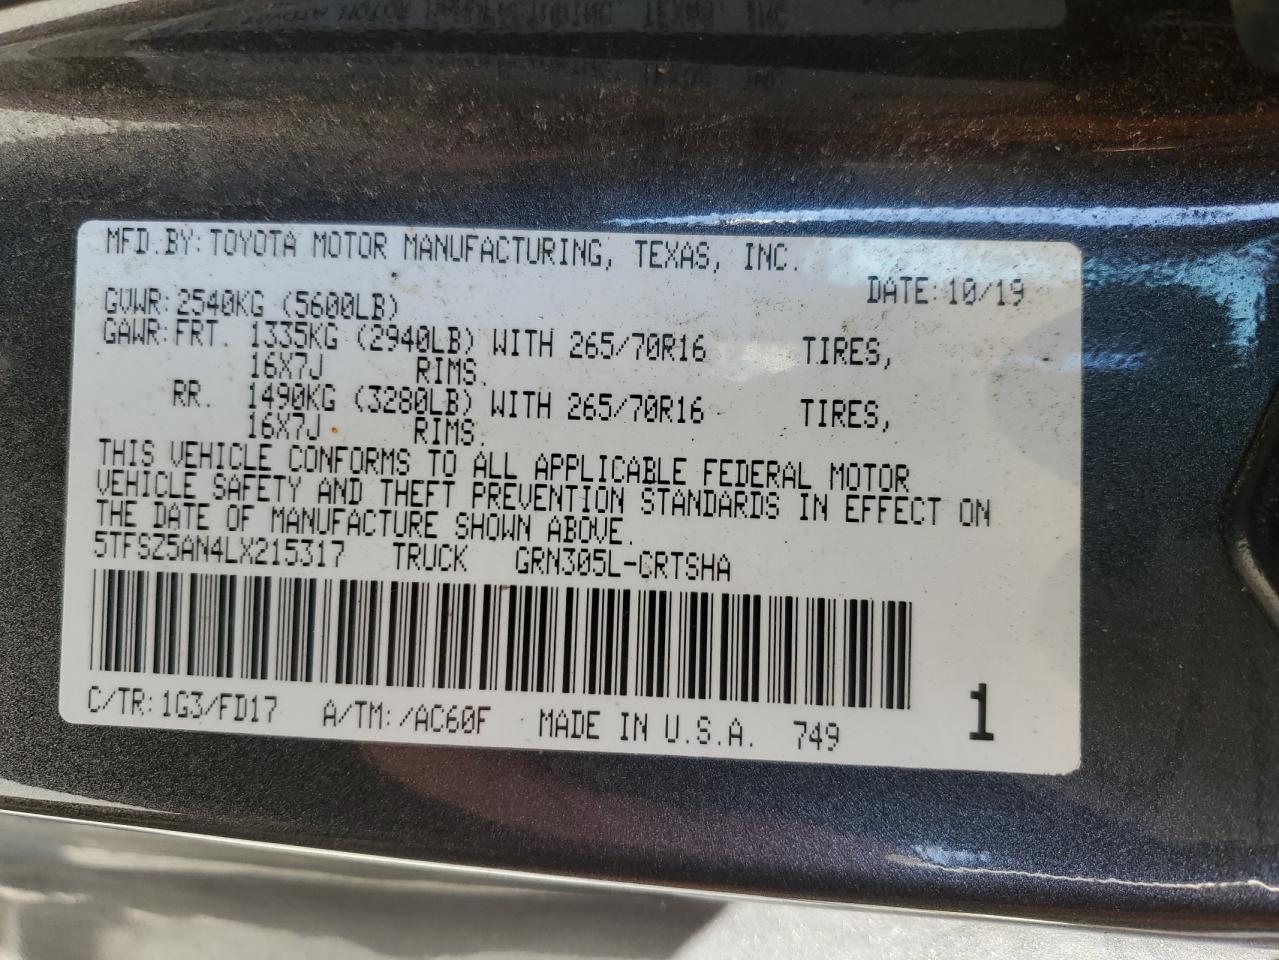 MFD.BY:TOYOTA MOTOR MANUFACTURING, TEXAS, INC.
DATE:10/19
GVWR:2540KG (5600LB)
GAWR:FRT. 1335KG (2940LB) WITH 265/70R16 TIRES,
16X7J RIMS.
RR. 1490KG (3280LB) WITH 265/70R16 TIRES,
16X7J RIMS.
THIS VEHICLE CONFORMS TO ALL APPLICABLE FEDERAL MOTOR
VEHICLE SAFETY AND THEFT PREVENTION STANDARDS IN EFFECT ON
THE DATE OF MANUFACTURE SHOWN ABOVE.
5TFSZ5AN4LX215317 TRUCK GRN305L-CRTSHA
C/TR:1G3/FD17 A/TM:/AC60F MADE IN U.S.A. 749 1